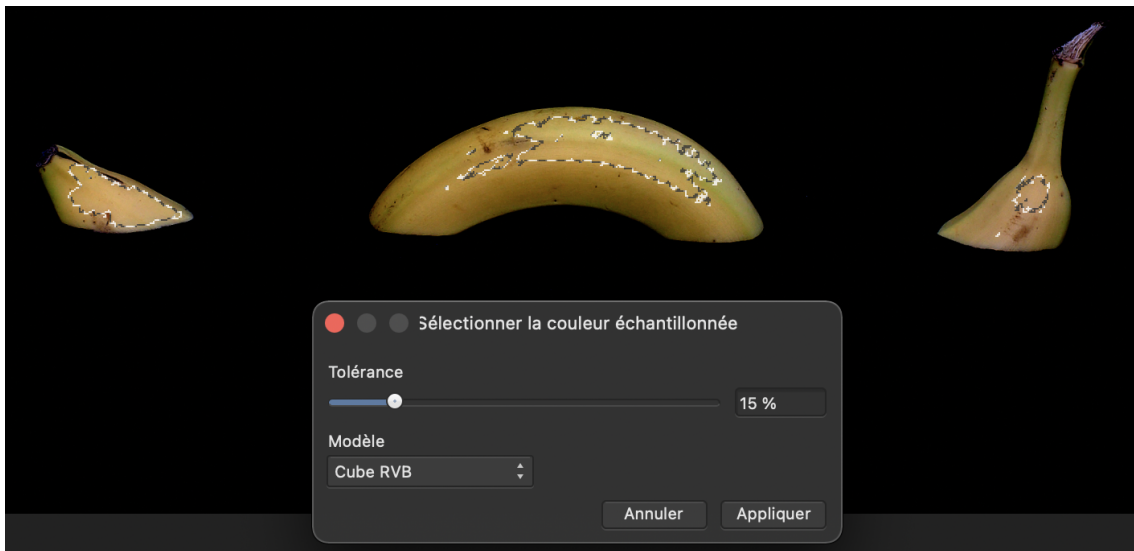 Sélectionner la couleur échantillonnée
Tolérance
15 %
Modèle
Cube RVB
Annuler
Appliquer